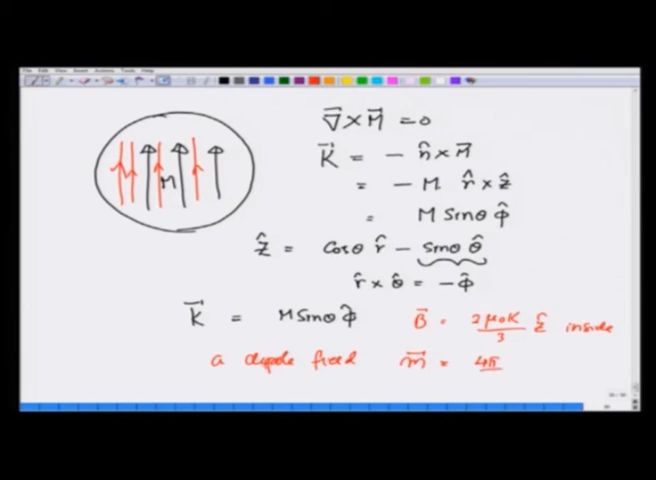 ∇⃗ × M⃗ = 0
K⃗ = - n̂ × M⃗
= - M r̂ × ẑ
M
= M Sinθ φ̂
ẑ = Cosθ r̂ - Sinθ θ̂
r̂ × θ̂ = - φ̂
K⃗ = M Sinθ φ̂
B⃗ = 2μ0K/3 ẑ inside
a dipole field m⃗ = 4π